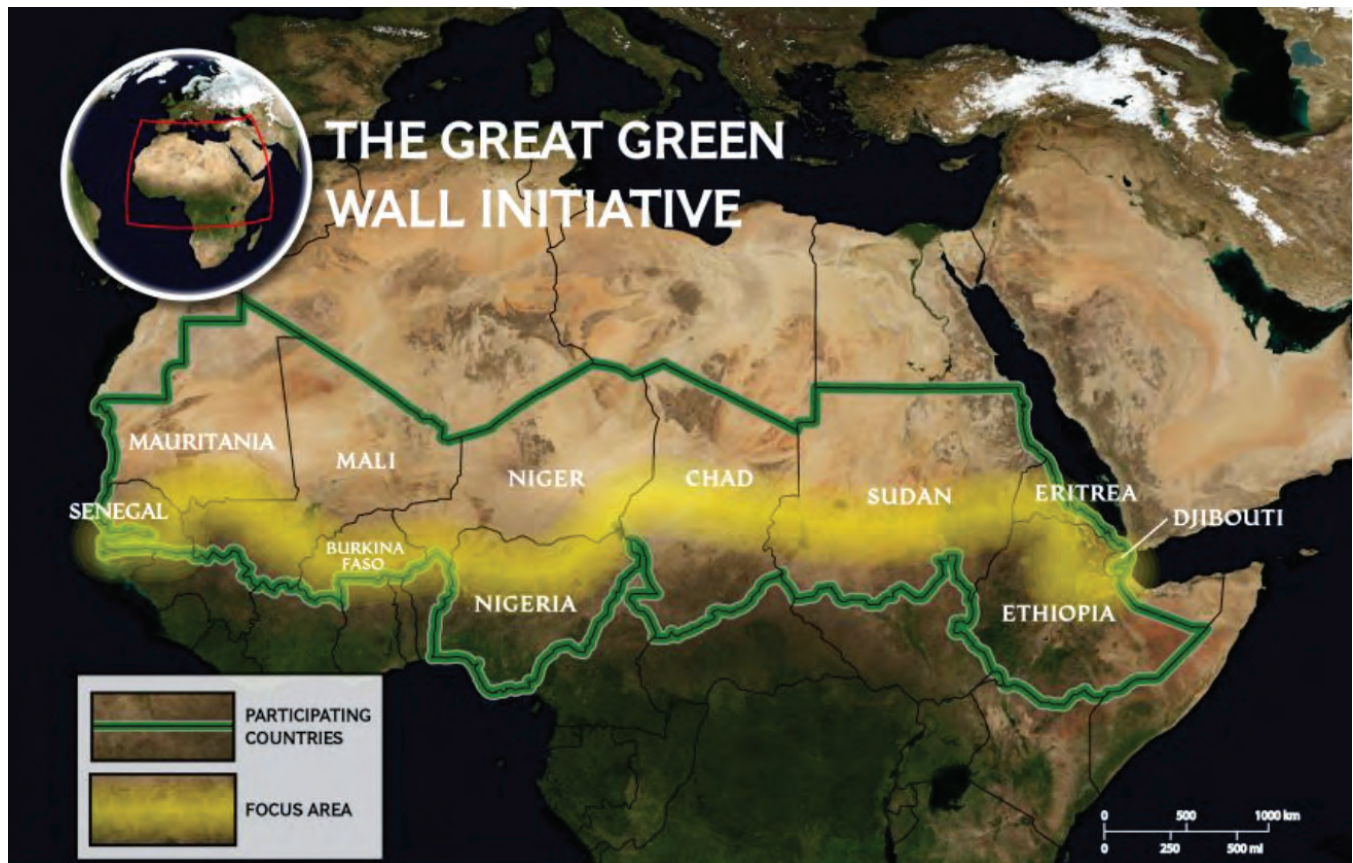 THE GREAT GREEN
WALL INITIATIVE
MAURITANIA
MALI
NIGER
CHAD
SUDAN
ERITREA
SENEGAL
DJIBOUTI
BURKINA
FASO
NIGERIA
ETHIOPIA
PARTICIPATING
COUNTRIES
FOCUS AREA
0 500 1000 km
0 250 500 mi